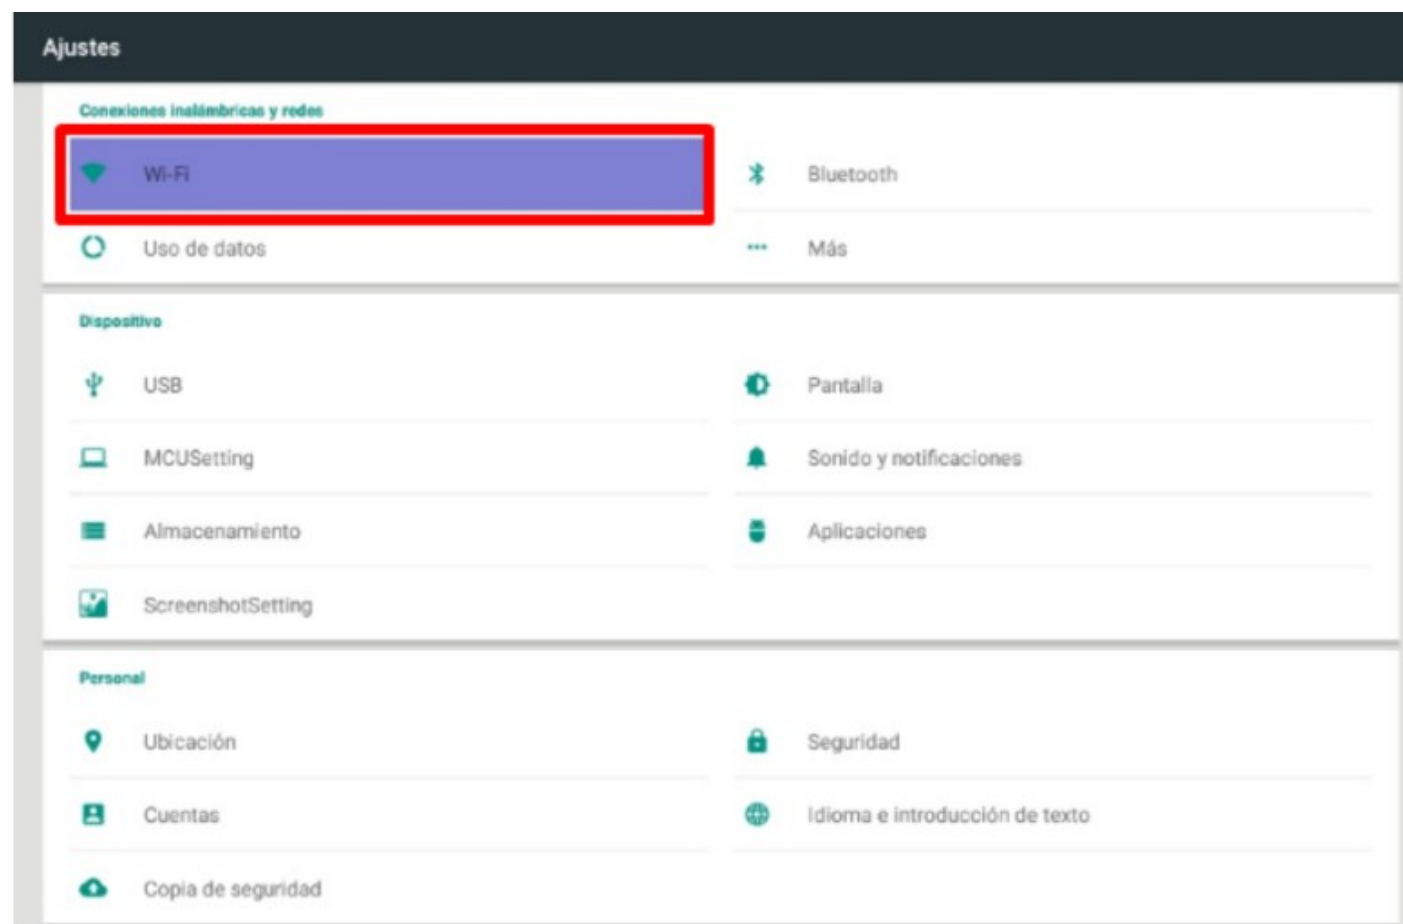 Ajustes
Conexiones inalámbricas y redes
Wi-Fi
Bluetooth
Uso de datos
Más
Dispositivo
USB
Pantalla
MCUSetting
Sonido y notificaciones
Almacenamiento
Aplicaciones
ScreenshotSetting
Personal
Ubicación
Seguridad
Cuentas
Idioma e introducción de texto
Copia de seguridad